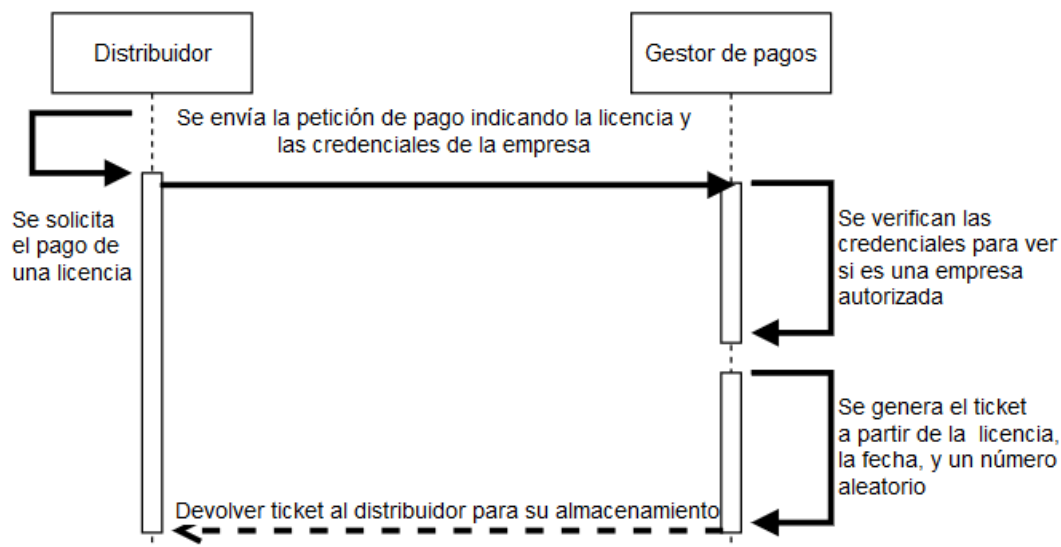 Distribuidor
Gestor de pagos
Se envía la petición de pago indicando la licencia y
las credenciales de la empresa
Se solicita
el pago de
una licencia
Se verifican las
credenciales para ver
si es una empresa
autorizada
Se genera el ticket
a partir de la licencia,
la fecha, y un número
aleatorio
Devolver ticket al distribuidor para su almacenamiento